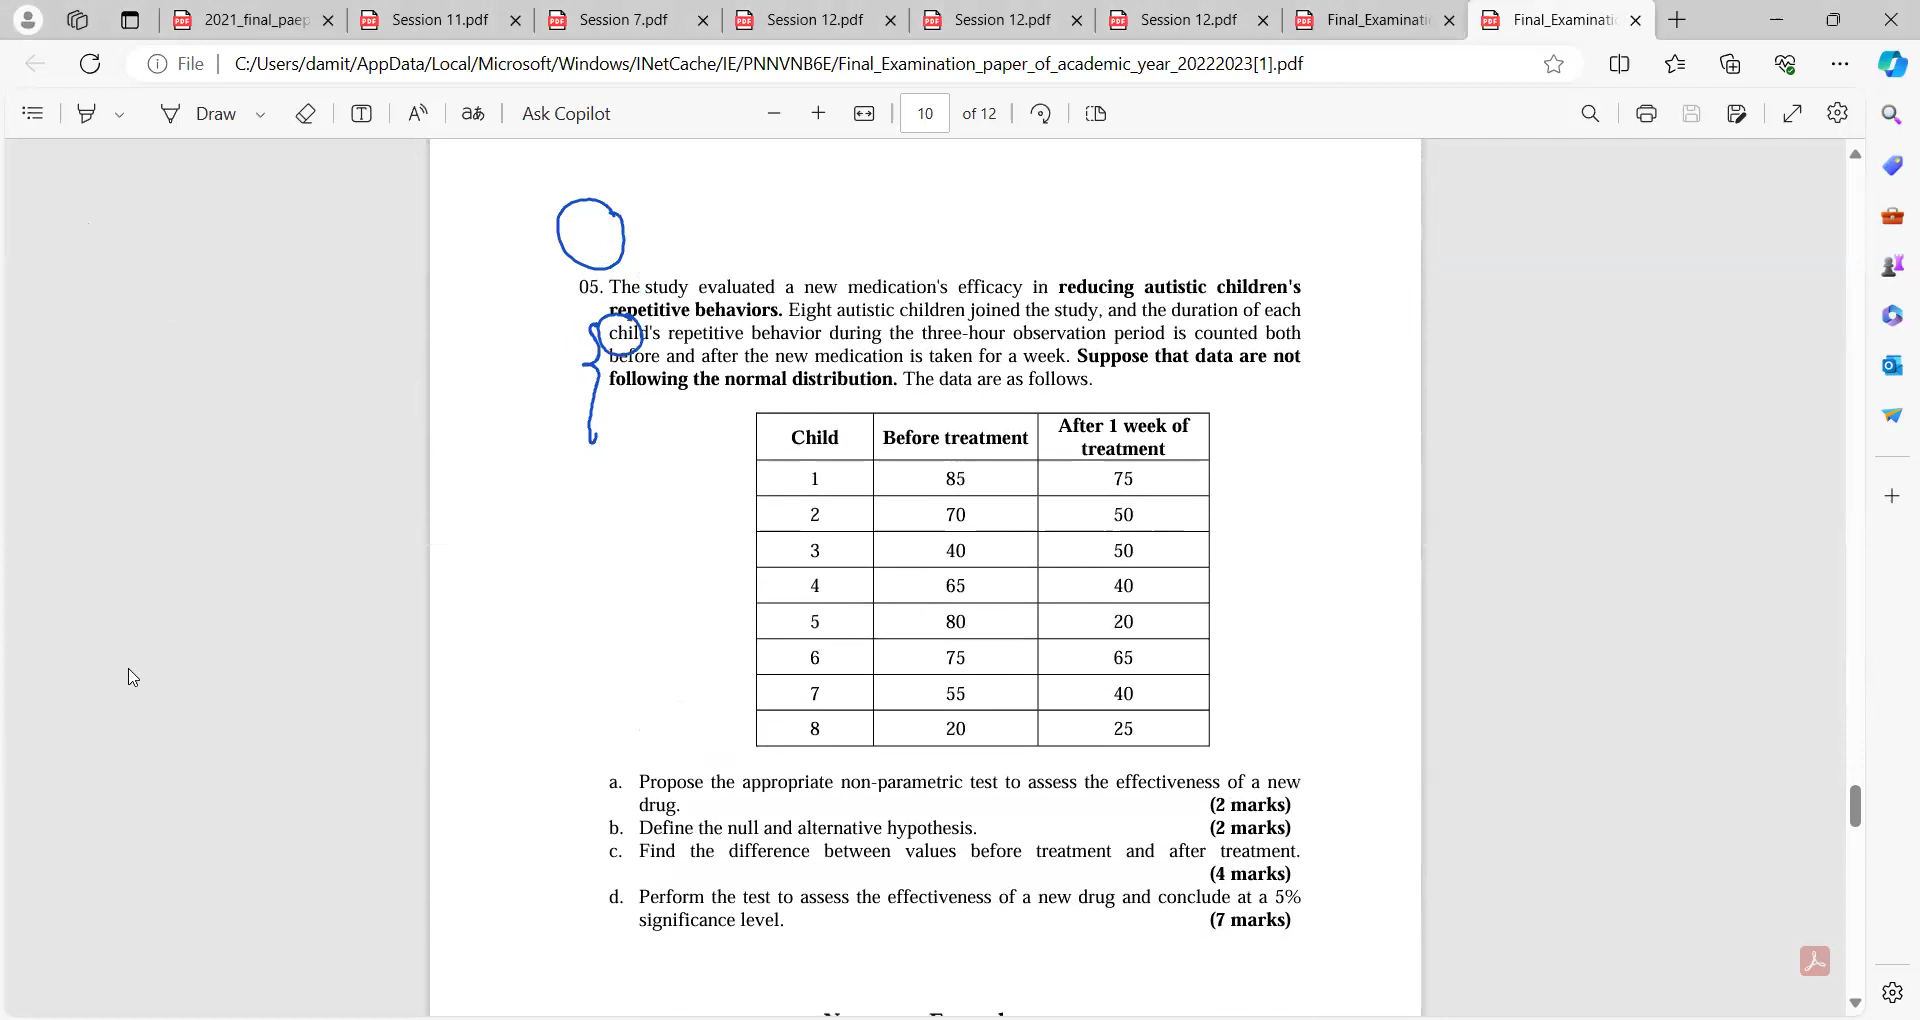 2021_final_paep
Session 11.pdf
Session 7.pdf
Session 12.pdf
Session 12.pdf
Session 12.pdf
Final_Examinati
Final_Examinati
File
C:/Users/damit/AppData/Local/Microsoft/Windows/INetCache/IE/PNNVNB6E/Final_Examination_paper_of_academic_year_20222023[1].pdf
Draw
Ask Copilot
10 of 12
05. The study evaluated a new medication's efficacy in reducing autistic children's
repetitive behaviors. Eight autistic children joined the study, and the duration of each
child's repetitive behavior during the three-hour observation period is counted both
before and after the new medication is taken for a week. Suppose that data are not
following the normal distribution. The data are as follows.
Child Before treatment After 1 week of
treatment
1 85 75
2 70 50
3 40 50
4 65 40
5 80 20
6 75 65
7 55 40
8 20 25
a. Propose the appropriate non-parametric test to assess the effectiveness of a new
drug. (2 marks)
b. Define the null and alternative hypothesis. (2 marks)
c. Find the difference between values before treatment and after treatment.
(4 marks)
d. Perform the test to assess the effectiveness of a new drug and conclude at a 5%
significance level. (7 marks)